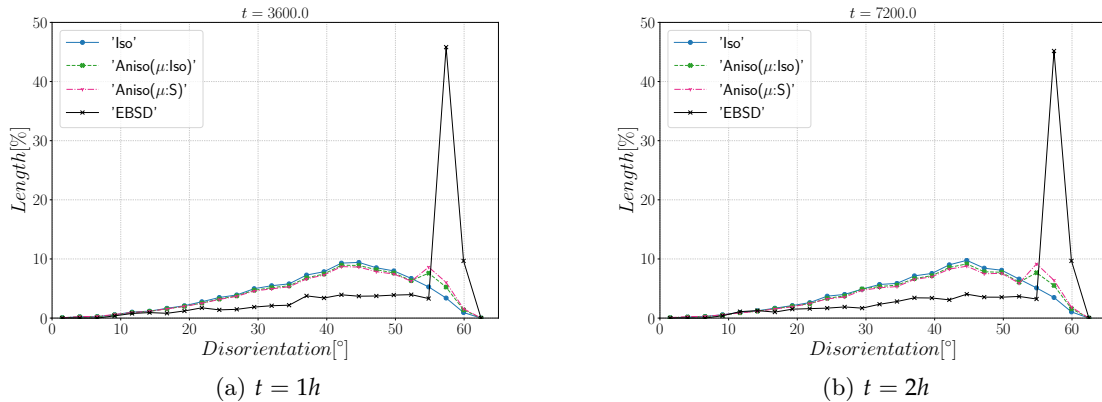 t = 3600.0
50
40
30
20
10
0
Length[%]
'Iso'
'Aniso(μ:Iso)'
'Aniso(μ:S)'
'EBSD'
0 10 20 30 40 50 60
Disorientation[°]
(a) t = 1h
t = 7200.0
50
40
30
20
10
0
Length[%]
'Iso'
'Aniso(μ:Iso)'
'Aniso(μ:S)'
'EBSD'
0 10 20 30 40 50 60
Disorientation[°]
(b) t = 2h